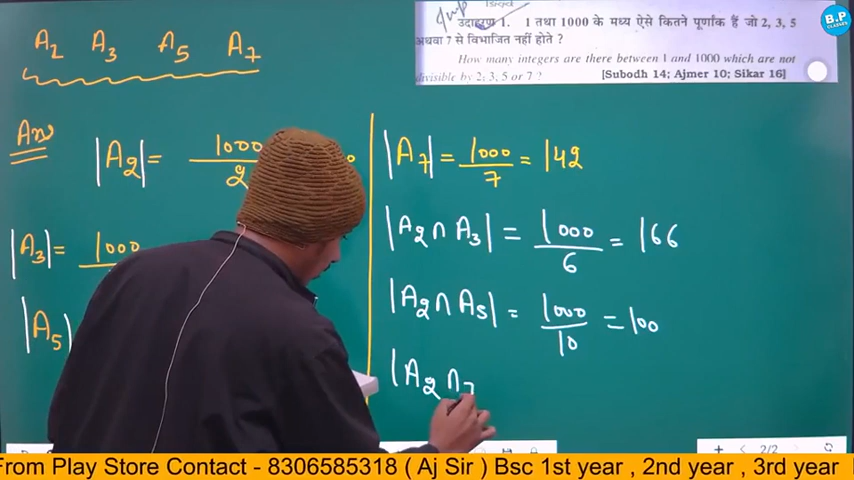 उदाहरण 1. 1 तथा 1000 के मध्य ऐसे कितने पूर्णांक हैं जो 2, 3, 5
अथवा 7 से विभाजित नहीं होते ?
How many integers are there between 1 and 1000 which are not
divisible by 2, 3, 5 or 7 ?
[Subodh 14; Ajmer 10; Sikar 16]
B.P
A2 A3 A5 A7
Ans
|A2| = 1000/2
|A3| = 1000
|A5|
|A7| = 1000/7 = 142
|A2 ∩ A3| = 1000/6 = 166
|A2 ∩ A5| = 1000/10 = 100
|A2 ∩
2/2
From Play Store Contact - 8306585318 ( Aj Sir ) Bsc 1st year , 2nd year , 3rd year